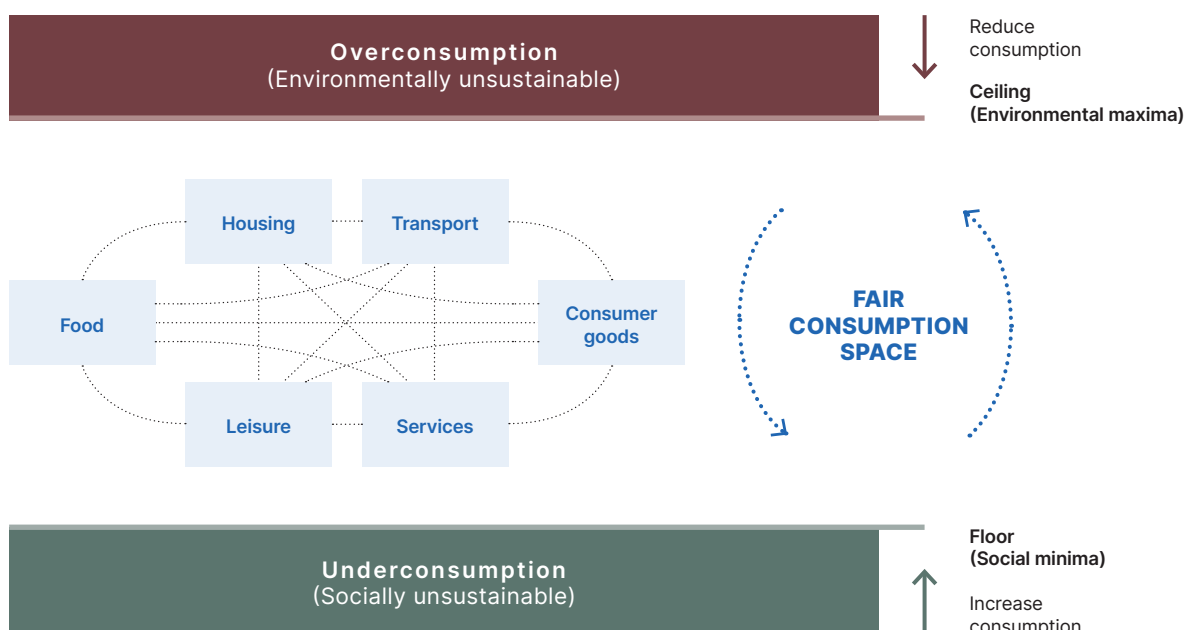 Overconsumption
(Environmentally unsustainable)
Reduce
consumption
Ceiling
(Environmental maxima)
Housing
Transport
Food
Consumer
goods
Leisure
Services
FAIR
CONSUMPTION
SPACE
Floor
(Social minima)
Underconsumption
(Socially unsustainable)
Increase
consumption